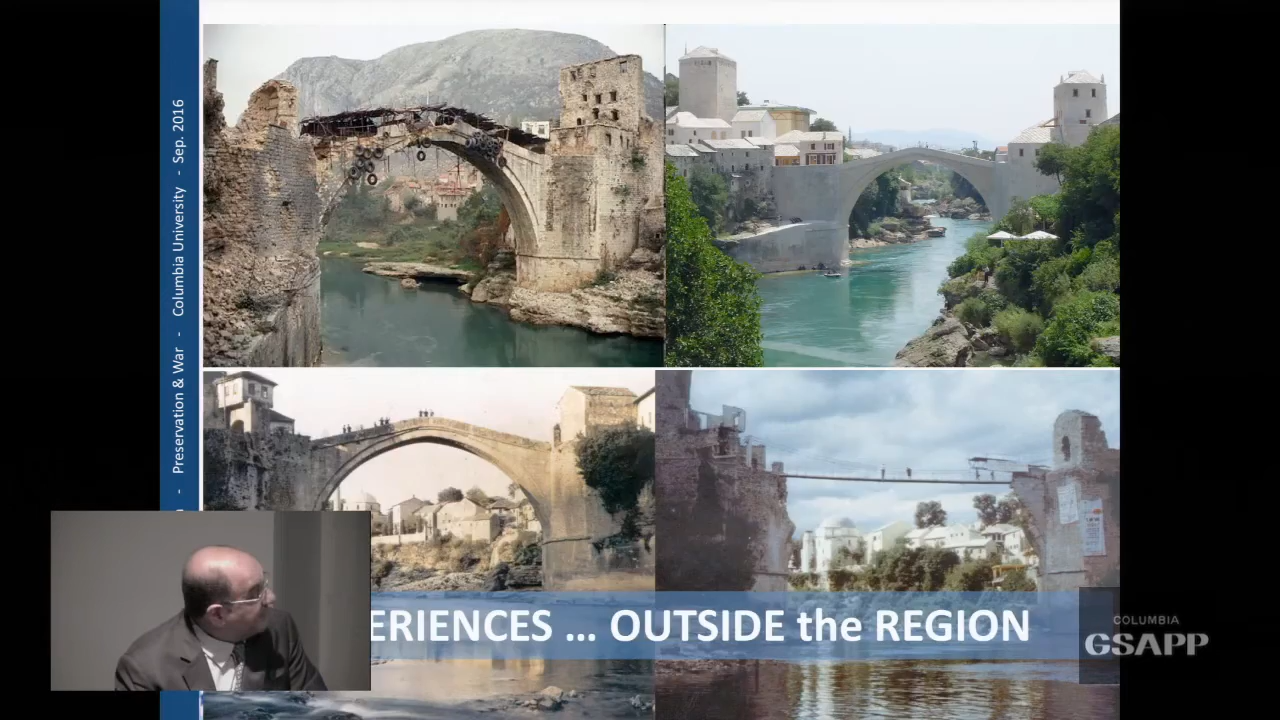 - Preservation & War - Columbia University - Sep. 2016
ERIENCES ... OUTSIDE the REGION
COLUMBIA
GSAPP